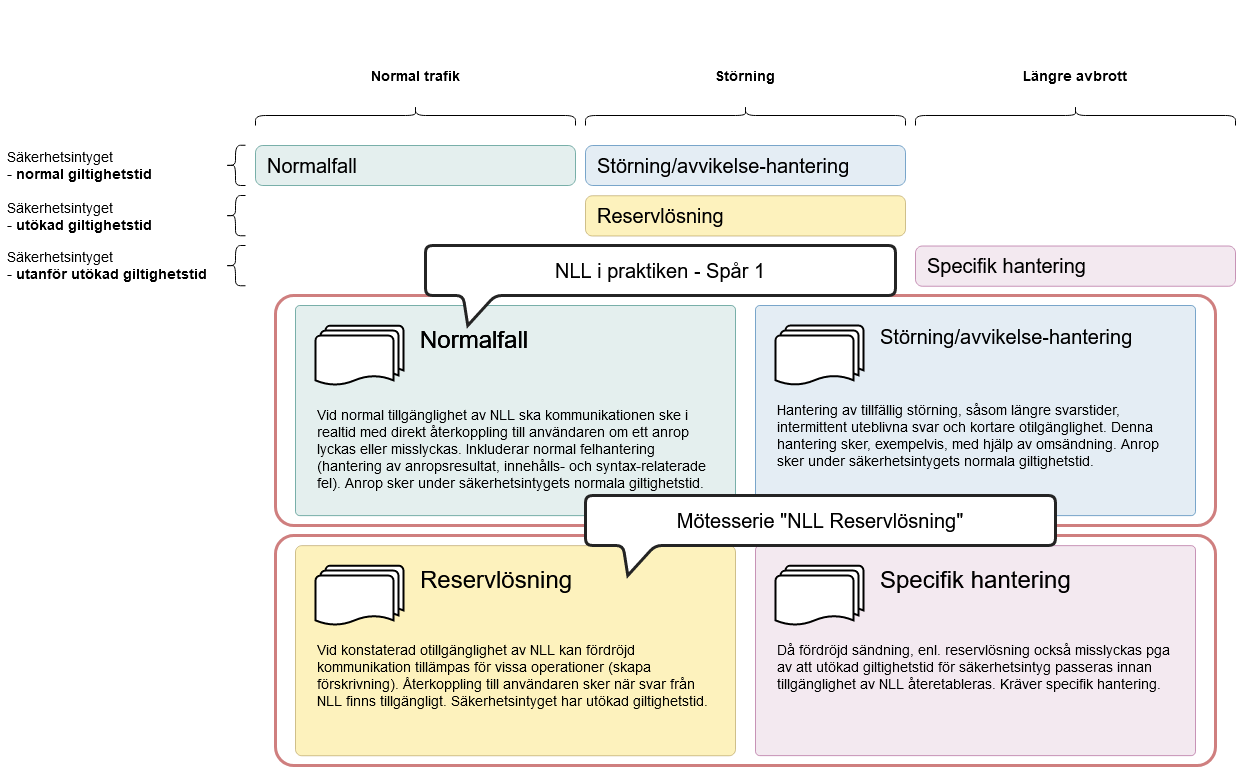 Normal trafik
Störning
Längre avbrott
Säkerhetsintyget
- normal giltighetstid
Normalfall
Störning/avvikelse-hantering
Säkerhetsintyget
- utökad giltighetstid
Reservlösning
Säkerhetsintyget
- utanför utökad giltighetstid
NLL i praktiken - Spår 1
Specifik hantering
Normalfall
Vid normal tillgänglighet av NLL ska kommunikationen ske i
realtid med direkt återkoppling till användaren om ett anrop
lyckas eller misslyckas. Inkluderar normal felhantering
(hantering av anropsresultat, innehålls- och syntax-relaterade
fel). Anrop sker under säkerhetsintygets normala giltighetstid.
Störning/avvikelse-hantering
Hantering av tillfällig störning, såsom längre svarstider,
intermittent uteblivna svar och kortare otilgänglighet. Denna
hantering sker, exempelvis, med hjälp av omsändning. Anrop
sker under säkerhetsintygets normala giltighetstid.
Mötesserie "NLL Reservlösning"
Reservlösning
Vid konstaterad otillgänglighet av NLL kan fördröjd
kommunikation tillämpas för vissa operationer (skapa
förskrivning). Återkoppling till användaren sker när svar från
NLL finns tillgängligt. Säkerhetsintyget har utökad giltighetstid.
Specifik hantering
Då fördröjd sändning, enl. reservlösning också misslyckas pga
av att utökad giltighetstid för säkerhetsintyg passeras innan
tillgänglighet av NLL återetableras. Kräver specifik hantering.